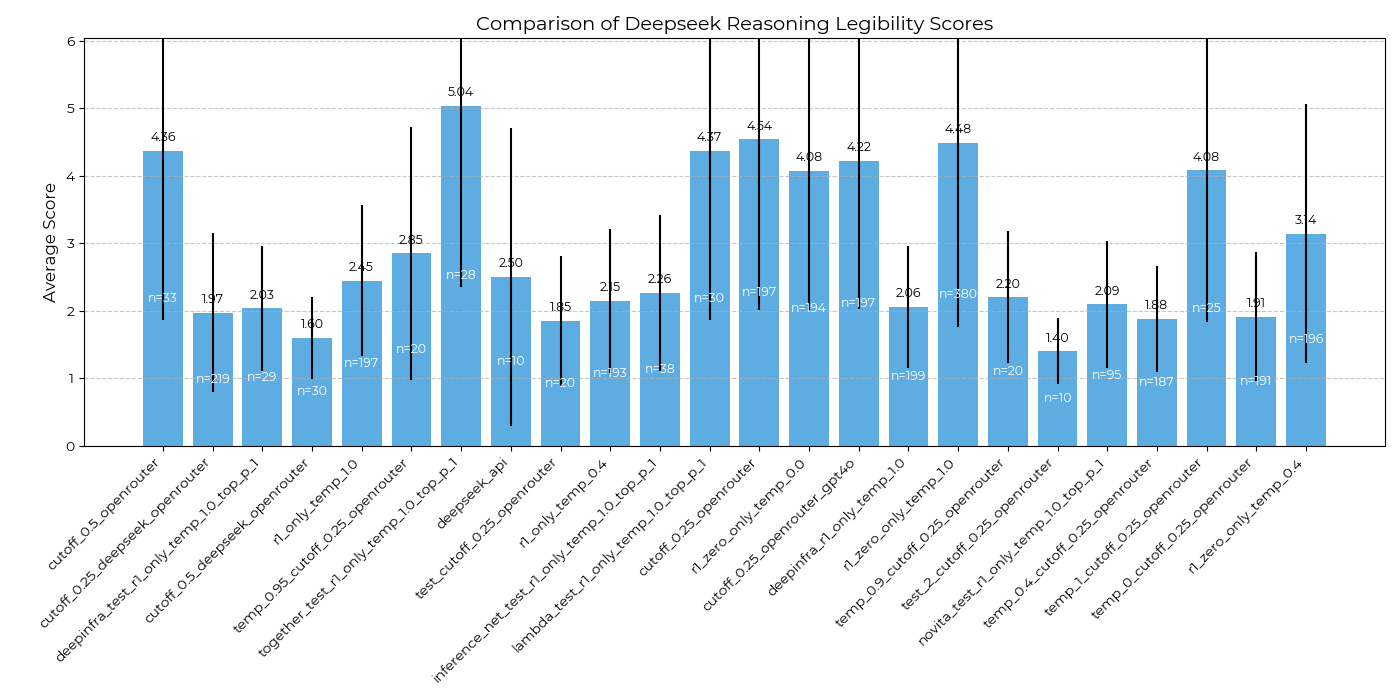 Comparison of Deepseek Reasoning Legibility Scores
Average Score
6
5
4
3
2
1
0
4.36
1.97
2.03
1.60
2.45
2.85
5.04
2.50
1.85
2.15
2.26
4.37
4.54
4.08
4.22
2.06
4.48
2.20
1.40
2.09
1.88
4.08
1.91
3.14
n=33
n=219
n=29
n=30
n=197
n=20
n=28
n=10
n=20
n=193
n=38
n=30
n=197
n=194
n=197
n=199
n=380
n=20
n=10
n=95
n=187
n=25
n=191
n=196
cutoff_0.5_openrouter
cutoff_0.25_deepseek_openrouter
deepinfra_test_r1_only_temp_1.0_top_p_1
cutoff_0.5_deepseek_openrouter
r1_only_temp_1.0
temp_0.95_cutoff_0.25_openrouter
together_test_r1_only_temp_1.0_top_p_1
deepseek_api
test_cutoff_0.25_openrouter
r1_only_temp_0.4
inference_net_test_r1_only_temp_1.0_top_p_1
lambda_test_r1_only_temp_1.0_top_p_1
cutoff_0.25_openrouter
r1_zero_only_temp_0.0
cutoff_0.25_openrouter_gpt4o
deepinfra_r1_only_temp_1.0
r1_zero_only_temp_1.0
temp_0.9_cutoff_0.25_openrouter
test_2_cutoff_0.25_openrouter
novita_test_r1_only_temp_1.0_top_p_1
temp_0.4_cutoff_0.25_openrouter
temp_1_cutoff_0.25_openrouter
temp_0_cutoff_0.25_openrouter
r1_zero_only_temp_0.4